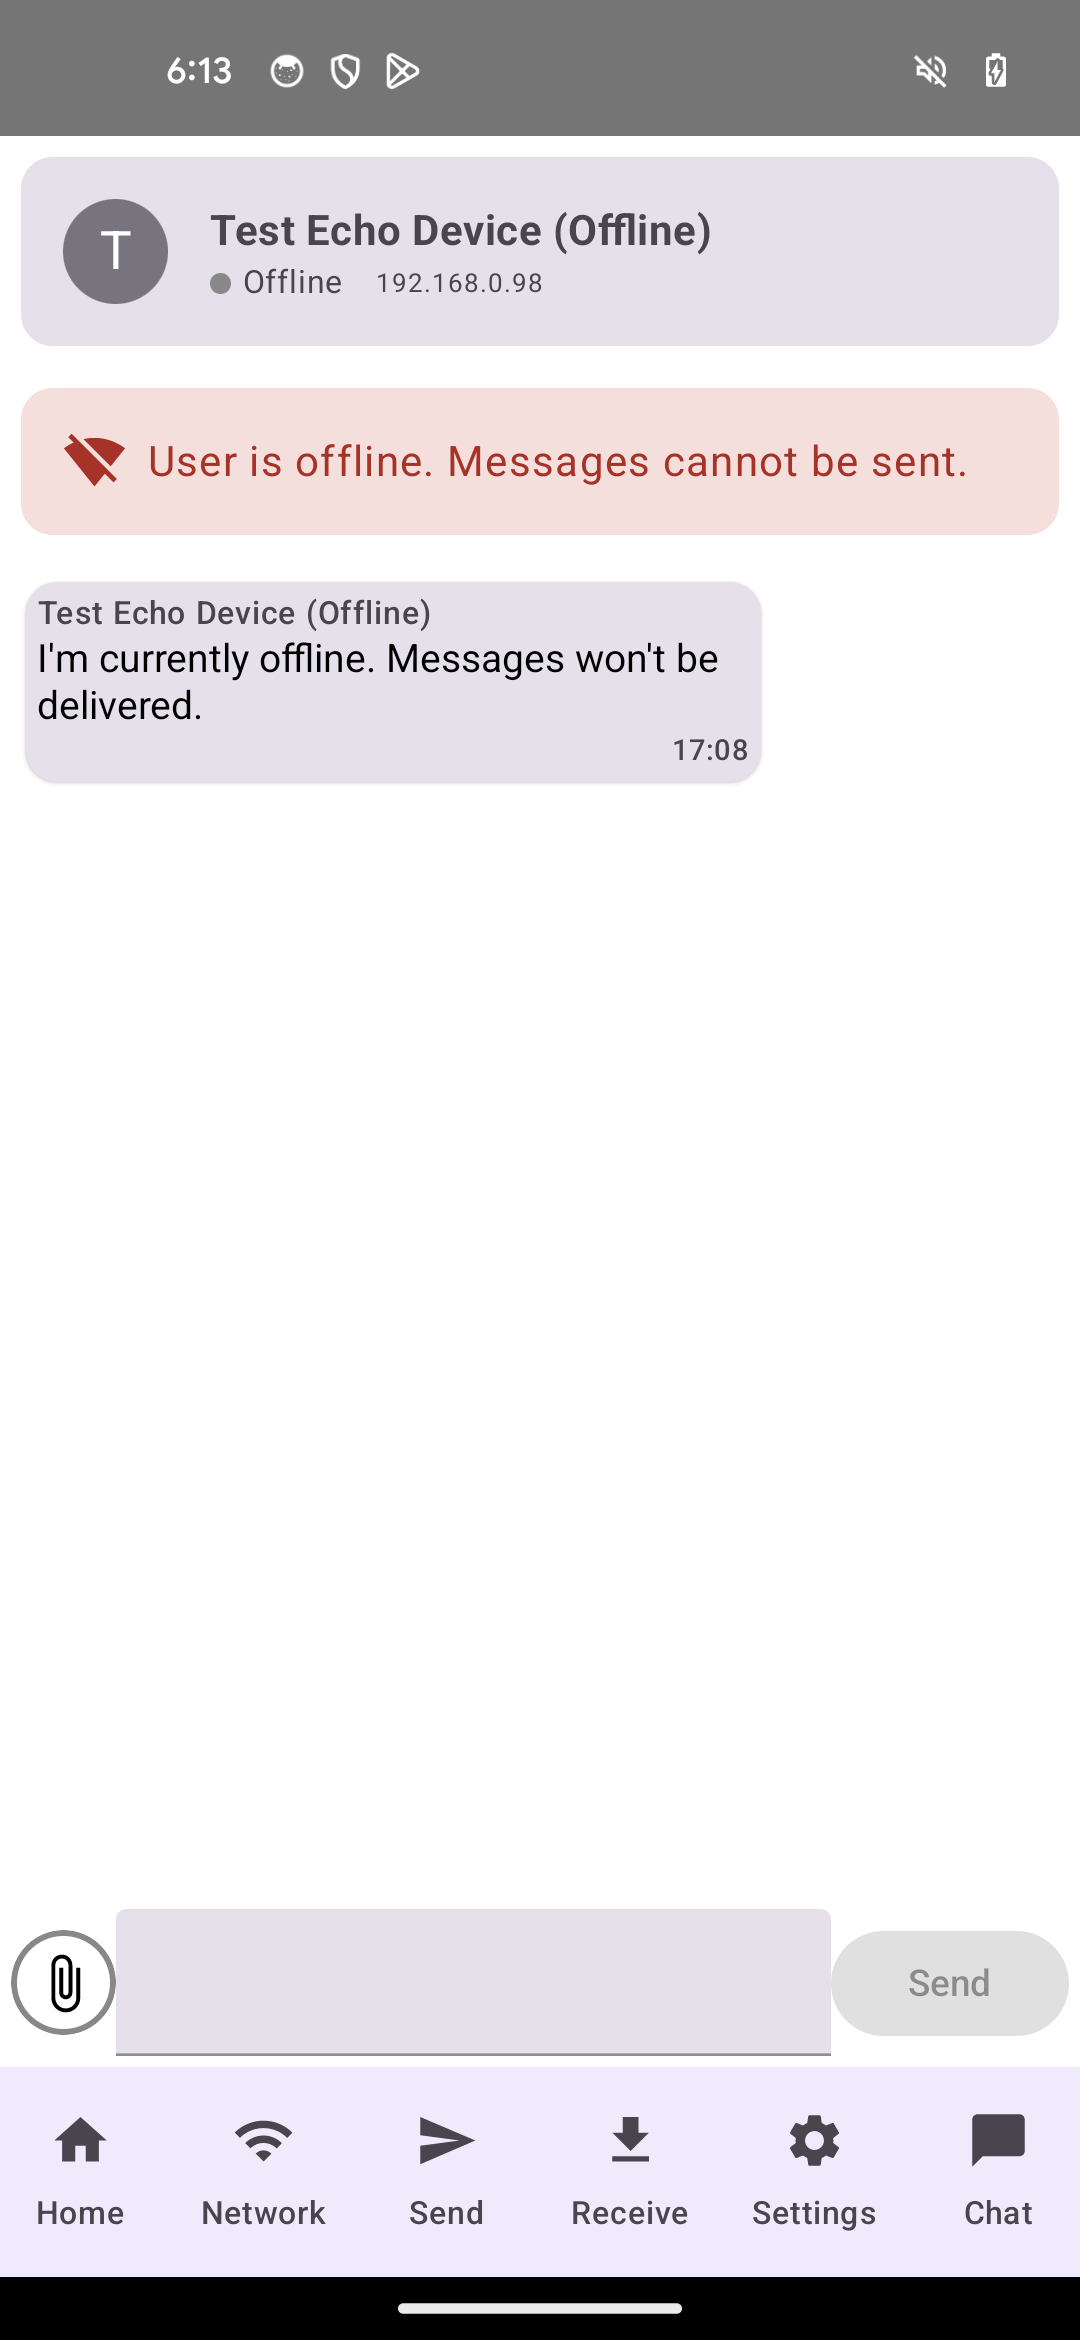 6:13
T
Test Echo Device (Offline)
Offline 192.168.0.98
User is offline. Messages cannot be sent.
Test Echo Device (Offline)
I'm currently offline. Messages won't be
delivered.
17:08
Send
Home Network Send Receive Settings Chat